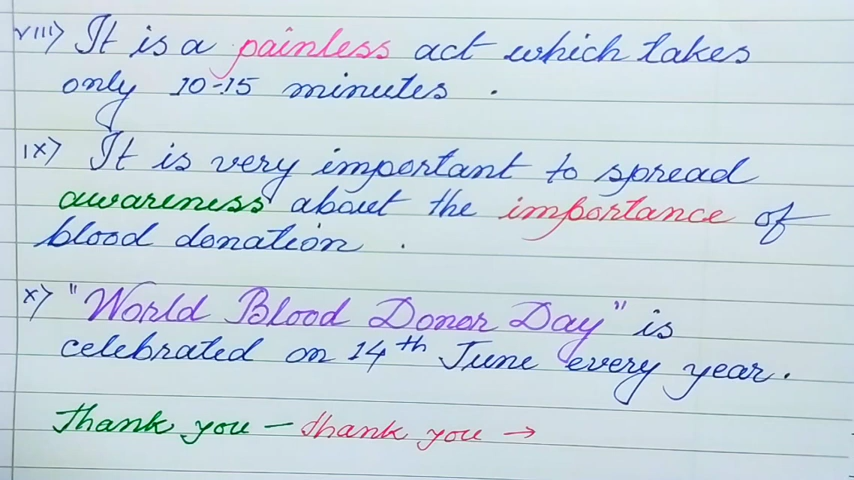 viii) It is a painless act which takes
only 10-15 minutes .
ix) It is very important to spread
awareness about the importance of
blood donation .
x) "World Blood Donor Day" is
celebrated on 14th June every year.
Thank you – thank you →